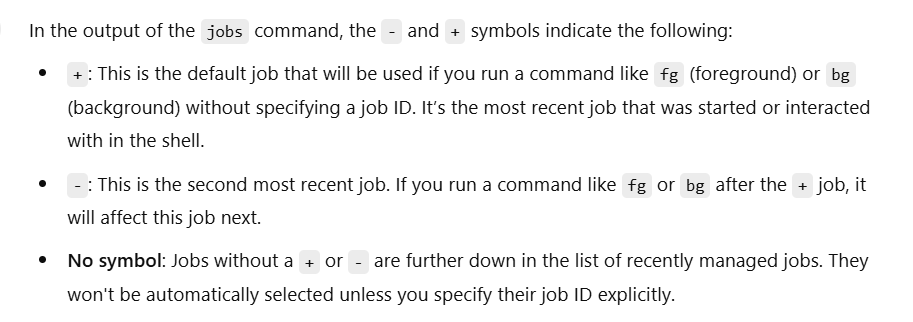 In the output of the jobs command, the - and + symbols indicate the following:
• + : This is the default job that will be used if you run a command like fg (foreground) or bg
(background) without specifying a job ID. It's the most recent job that was started or interacted
with in the shell.
• - : This is the second most recent job. If you run a command like fg or bg after the + job, it
will affect this job next.
• No symbol: Jobs without a + or - are further down in the list of recently managed jobs. They
won't be automatically selected unless you specify their job ID explicitly.